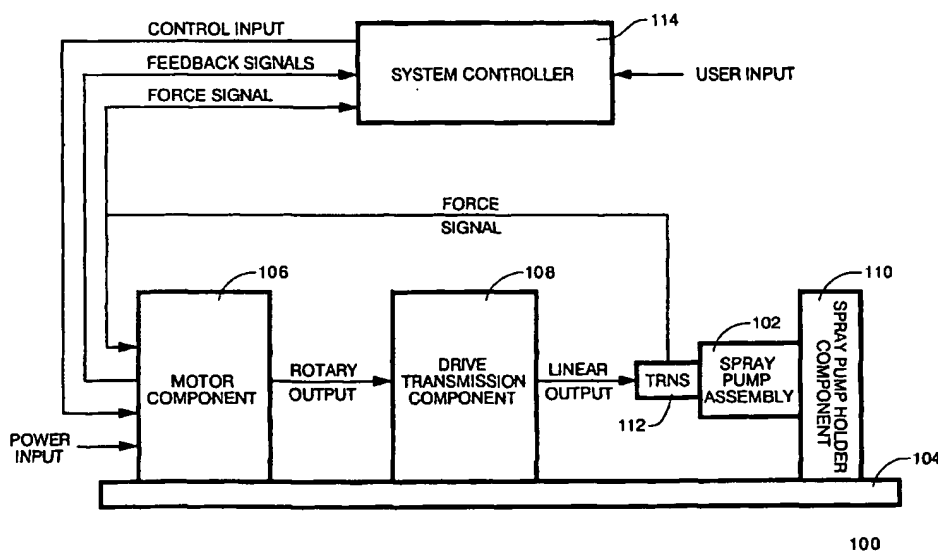 CONTROL INPUT
FEEDBACK SIGNALS
FORCE SIGNAL
114
SYSTEM CONTROLLER
USER INPUT
FORCE
SIGNAL
106
108
110
102
MOTOR
COMPONENT
ROTARY
OUTPUT
DRIVE
TRANSMISSION
COMPONENT
LINEAR
OUTPUT
TRNS
112
SPRAY
PUMP
ASSEMBLY
SPRAY PUMP HOLDER
COMPONENT
POWER
INPUT
104
100